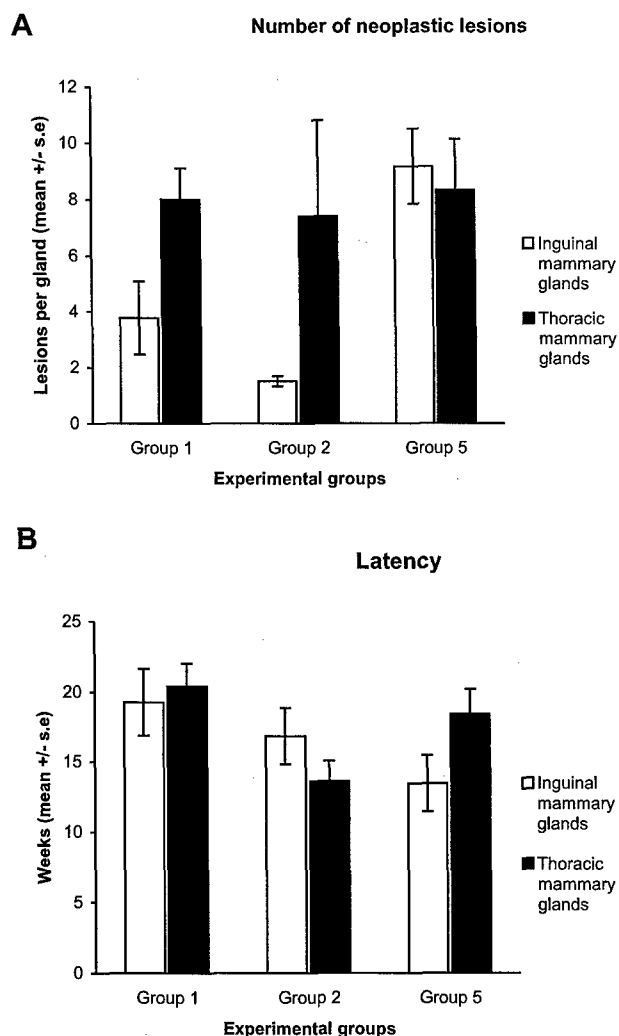 A
Number of neoplastic lesions
Lesions per gland (mean +/- s.e)
12
10
8
6
4
2
0
Group 1
Group 2
Group 5
Experimental groups
Inguinal
mammary
glands
Thoracic
mammary
glands
B
Latency
Weeks (mean +/- s.e)
25
20
15
10
5
0
Group 1
Group 2
Group 5
Experimental groups
Inguinal
mammary
glands
Thoracic
mammary
glands